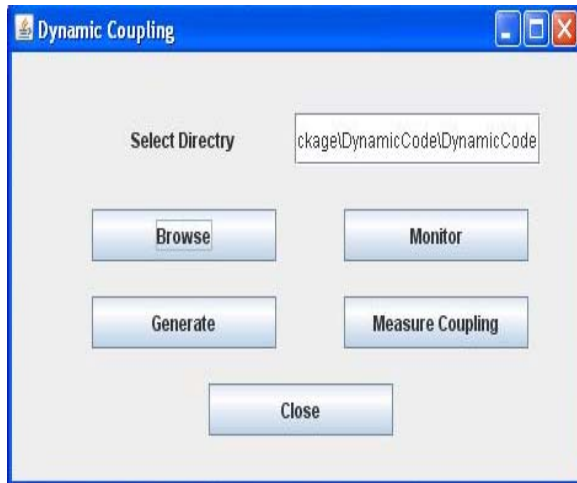 Dynamic Coupling
Select Directry
ckage\DynamicCode\DynamicCode
Browse
Monitor
Generate
Measure Coupling
Close